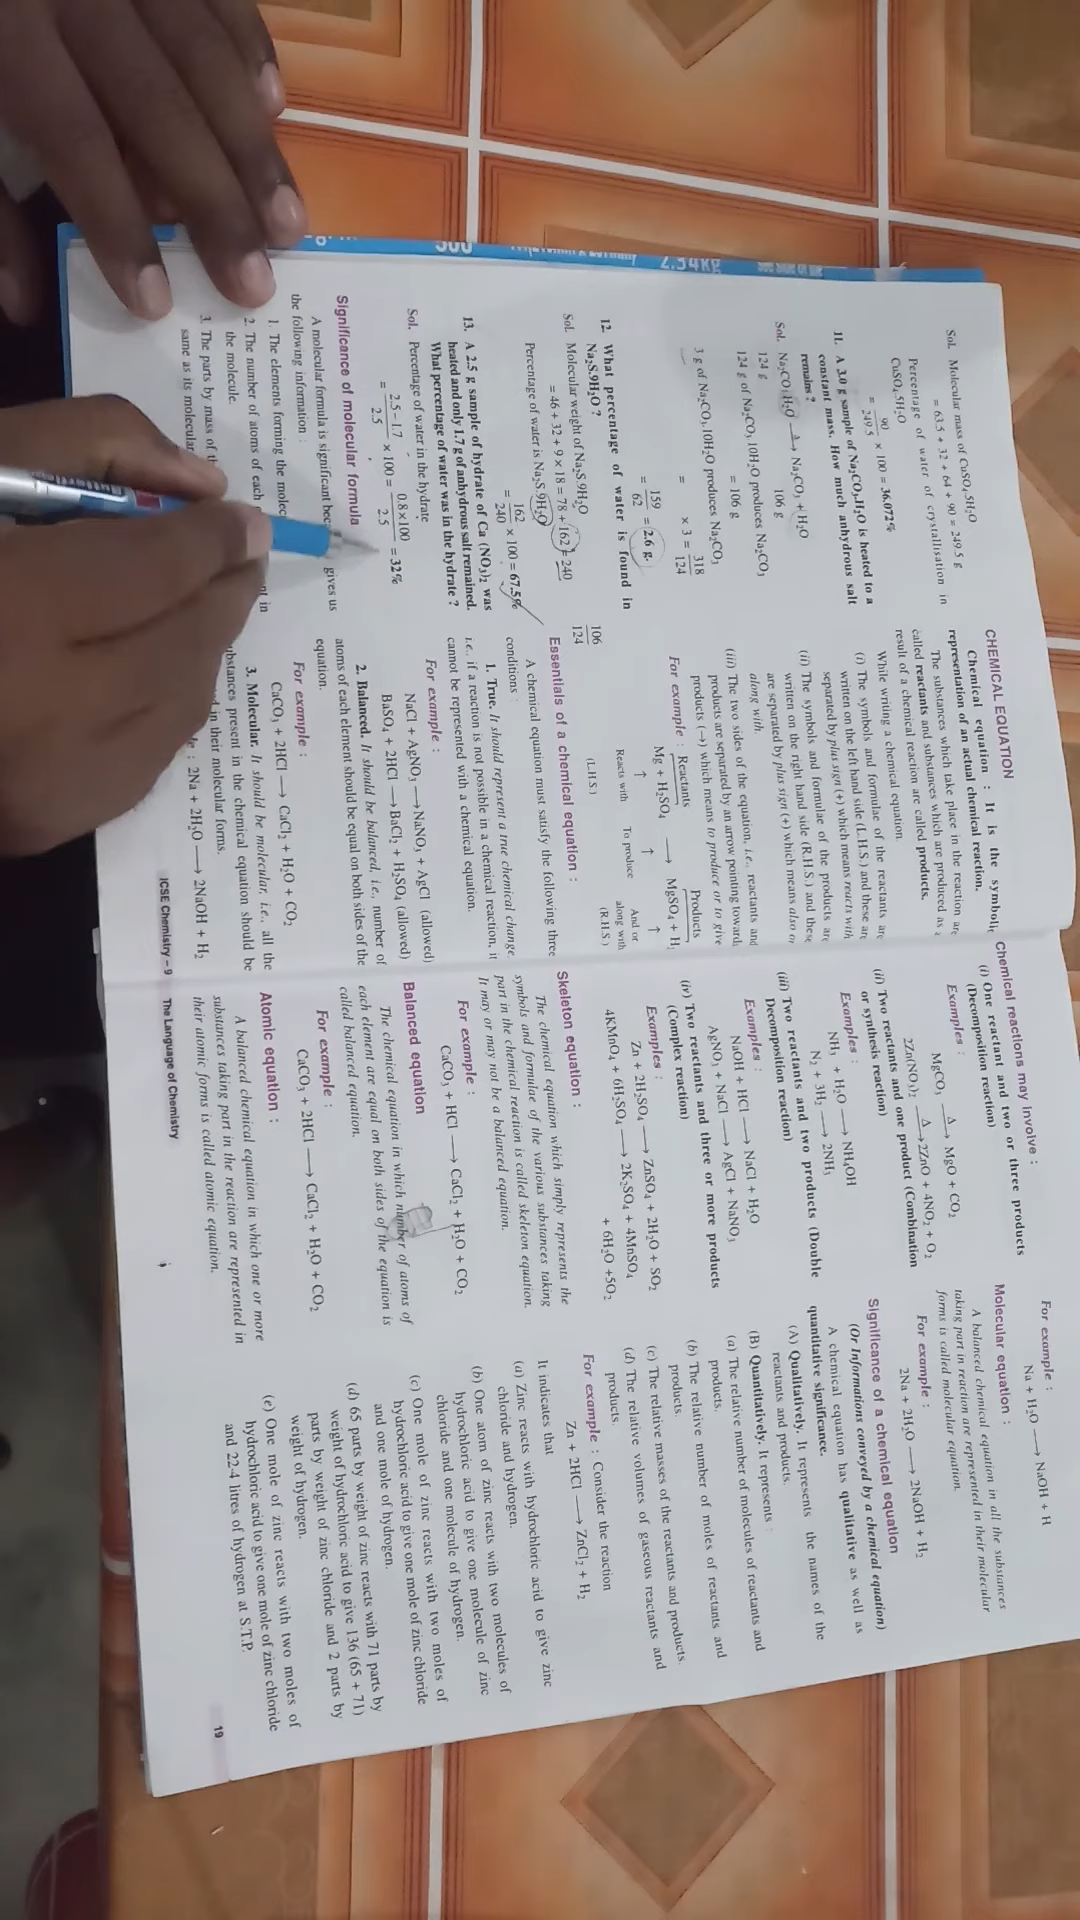 Sol. Molecular mass of CuSO₄.5H₂O
= 63.5 + 32 + 64 + 90 = 249.5 g
Percentage of water of crystallisation in
CuSO₄.5H₂O
= 90/249.5 × 100 = 36.072%
11. A 3.0 g sample of Na₂CO₃.H₂O is heated to a
constant mass. How much anhydrous salt
remain ?
Sol. Na₂CO₃.H₂O —Δ→ Na₂CO₃ + H₂O
124 g 106 g
124 g of Na₂CO₃.10H₂O produces Na₂CO₃
= 106 g
3 g of Na₂CO₃.10H₂O produces Na₂CO₃
= × 3 = 318/124
= 159/62 = 2.6 g.
106
124
12. What percentage of water is found in
Na₂S.9H₂O ?
Sol. Molecular weight of Na₂S.9H₂O
= 46 + 32 + 9 × 18 = 78 + 162 = 240
Percentage of water is Na₂S.9H₂O
= 162/240 × 100 = 67.5%
13. A 2.5 g sample of hydrate of Ca (NO₃)₂ was
heated and only 1.7 g of anhydrous salt remained.
What percentage of water was in the hydrate ?
Sol. Percentage of water in the hydrate
= 2.5 - 1.7/2.5 × 100 = 0.8×100/2.5 = 32%
Significance of molecular formula
A molecular formula is significant gives us
the following information :
1. The elements forming the
2. The number of atoms of each in
the molecule.
3. The parts by mass of
same as its molecular
CHEMICAL EQUATION
Chemical equation : It is the
representation of an actual chemical reaction.
The substances which take place in the reaction are
called reactants and substances which are produced as
result of a chemical reaction are called products.
While writing a chemical equation.
(i) The symbols and formulae of the reactants are
written on the left hand side (L.H.S.) and these are
separated by plus sign (+) which means reacts with
(ii) The symbols and formulae of the products are
written on the right hand side (R.H.S.) and these
are separated by plus sign (+) which means also or
along with.
(iii) The two sides of the equation, i.e., reactants and
products are separated by an arrow pointing towards
products (→) which means to produce or to give
For example : Reactants Products
Mg + H₂SO₄ ⟶ MgSO₄ + H₂
↑ ↑ ↑
Reacts with To produce And or
along with
(L.H.S.) (R.H.S.)
Essentials of a chemical equation :
A chemical equation must satisfy the following three
conditions :
1. True. It should represent a true chemical change,
i.e., if a reaction is not possible in a chemical reaction, it
cannot be represented with a chemical equation.
For example :
NaCl + AgNO₃ ⟶ NaNO₃ + AgCl (allowed)
BaSO₄ + 2HCl ⟶ BaCl₂ + H₂SO₄ (allowed)
2. Balanced. It should be balanced, i.e., number of
atoms of each element should be equal on both sides of the
equation.
For example :
CaCO₃ + 2HCl ⟶ CaCl₂ + H₂O + CO₂
3. Molecular. It should be molecular, i.e., all the
substances present in the chemical equation should be
in their molecular forms.
: 2Na + 2H₂O ⟶ 2NaOH + H₂
ICSE Chemistry – 9
Chemical reactions may involve :
(i) One reactant and two or three products
(Decomposition reaction)
Examples :
MgCO₃ —Δ→ MgO + CO₂
2Zn(NO₃)₂ —Δ→ 2ZnO + 4NO₂ + O₂
(ii) Two reactants and one product (Combination
or synthesis reaction)
Examples :
NH₃ + H₂O ⟶ NH₄OH
N₂ + 3H₂ ⟶ 2NH₃
(iii) Two reactants and two products (Double
Decomposition reaction)
Examples :
NaOH + HCl ⟶ NaCl + H₂O
AgNO₃ + NaCl ⟶ AgCl + NaNO₃
(iv) Two reactants and three or more products
(Complex reaction)
Examples :
Zn + 2H₂SO₄ ⟶ ZnSO₄ + 2H₂O + SO₂
4KMnO₄ + 6H₂SO₄ ⟶ 2K₂SO₄ + 4MnSO₄
+ 6H₂O +5O₂
Skeleton equation :
The chemical equation which simply represents the
symbols and formulae of the various substances taking
part in the chemical reaction is called skeleton equation.
It may or may not be a balanced equation.
For example :
CaCO₃ + HCl ⟶ CaCl₂ + H₂O + CO₂
Balanced equation
The chemical equation in which number of atoms of
each element are equal on both sides of the equation is
called balanced equation.
For example :
CaCO₃ + 2HCl ⟶ CaCl₂ + H₂O + CO₂
Atomic equation :
A balanced chemical equation in which one or more
substances taking part in the reaction are represented in
their atomic forms is called atomic equation.
The Language of Chemistry
For example :
Na + H₂O ⟶ NaOH + H
Molecular equation :
A balanced chemical equation in all the substances
taking part in reaction are represented in their molecular
forms is called molecular equation.
For example :
2Na + 2H₂O ⟶ 2NaOH + H₂
Significance of a chemical equation
(Or Informations conveyed by a chemical equation)
A chemical equation has qualitative as well as
quantitative significance.
(A) Qualitatively. It represents the names of the
reactants and products.
(B) Quantitatively. It represents :
(a) The relative number of molecules of reactants and
products.
(b) The relative number of moles of reactants and
products.
(c) The relative masses of the reactants and products.
(d) The relative volumes of gaseous reactants and
products.
For example : Consider the reaction
Zn + 2HCl ⟶ ZnCl₂ + H₂
It indicates that
(a) Zinc reacts with hydrochloric acid to give zinc
chloride and hydrogen.
(b) One atom of zinc reacts with two molecules of
hydrochloric acid to give one molecule of zinc
chloride and one molecule of hydrogen.
(c) One mole of zinc reacts with two moles of
hydrochloric acid to give one mole of zinc chloride
and one mole of hydrogen.
(d) 65 parts by weight of zinc reacts with 71 parts by
weight of hydrochloric acid to give 136 (65 + 71)
parts by weight of zinc chloride and 2 parts by
weight of hydrogen.
(e) One mole of zinc reacts with two moles of
hydrochloric acid to give one mole of zinc chloride
and 22.4 litres of hydrogen at S.T.P.
19